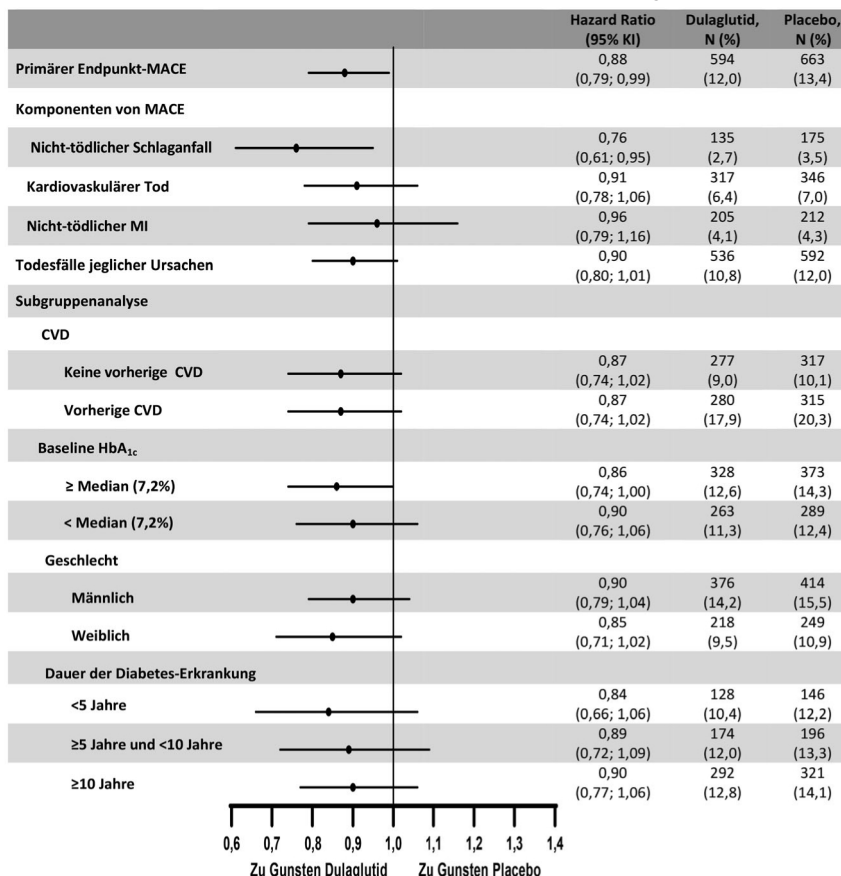 Hazard Ratio Dulaglutid, Placebo,
(95% KI) N (%) N (%)
Primärer Endpunkt-MACE 0,88 594 663
(0,79; 0,99) (12,0) (13,4)
Komponenten von MACE
Nicht-tödlicher Schlaganfall 0,76 135 175
(0,61; 0,95) (2,7) (3,5)
Kardiovaskulärer Tod 0,91 317 346
(0,78; 1,06) (6,4) (7,0)
Nicht-tödlicher MI 0,96 205 212
(0,79; 1,16) (4,1) (4,3)
Todesfälle jeglicher Ursachen 0,90 536 592
(0,80; 1,01) (10,8) (12,0)
Subgruppenanalyse
CVD
Keine vorherige CVD 0,87 277 317
(0,74; 1,02) (9,0) (10,1)
Vorherige CVD 0,87 280 315
(0,74; 1,02) (17,9) (20,3)
Baseline HbA1c
≥ Median (7,2%) 0,86 328 373
(0,74; 1,00) (12,6) (14,3)
< Median (7,2%) 0,90 263 289
(0,76; 1,06) (11,3) (12,4)
Geschlecht
Männlich 0,90 376 414
(0,79; 1,04) (14,2) (15,5)
Weiblich 0,85 218 249
(0,71; 1,02) (9,5) (10,9)
Dauer der Diabetes-Erkrankung
<5 Jahre 0,84 128 146
(0,66; 1,06) (10,4) (12,2)
≥5 Jahre und <10 Jahre 0,89 174 196
(0,72; 1,09) (12,0) (13,3)
≥10 Jahre 0,90 292 321
(0,77; 1,06) (12,8) (14,1)
0,6 0,7 0,8 0,9 1,0 1,1 1,2 1,3 1,4
Zu Gunsten Dulaglutid Zu Gunsten Placebo